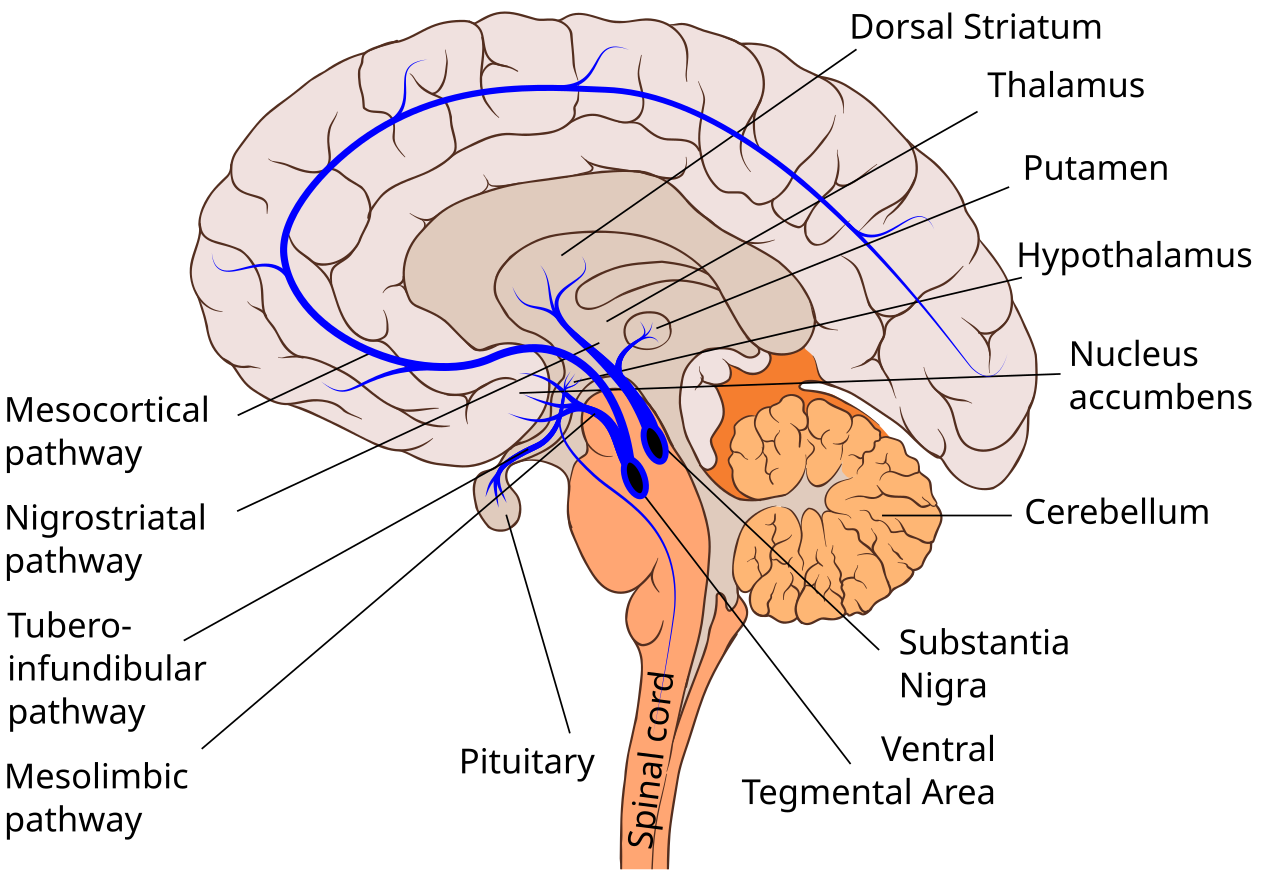 Dorsal Striatum
Thalamus
Putamen
Hypothalamus
Nucleus
accumbens
Mesocortical
pathway
Nigrostriatal
pathway
Tubero-
infundibular
pathway
Mesolimbic
pathway
Pituitary
Spinal cord
Cerebellum
Substantia
Nigra
Ventral
Tegmental Area